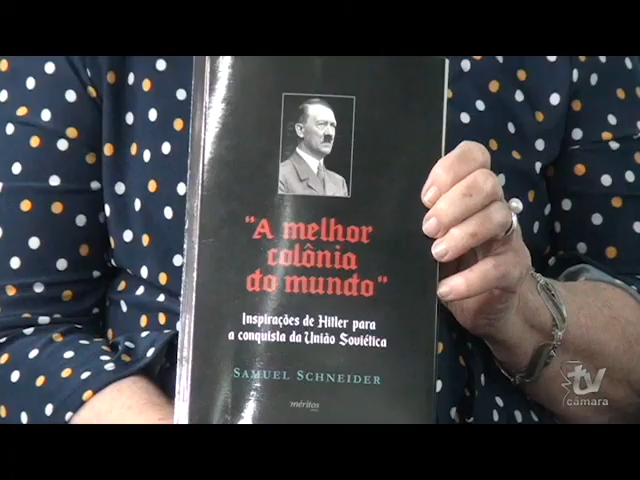 "A melhor
colônia
do mundo"
Inspirações de Hitler para
a conquista da União Soviética
SAMUEL SCHNEIDER
méritos
tv
câmara